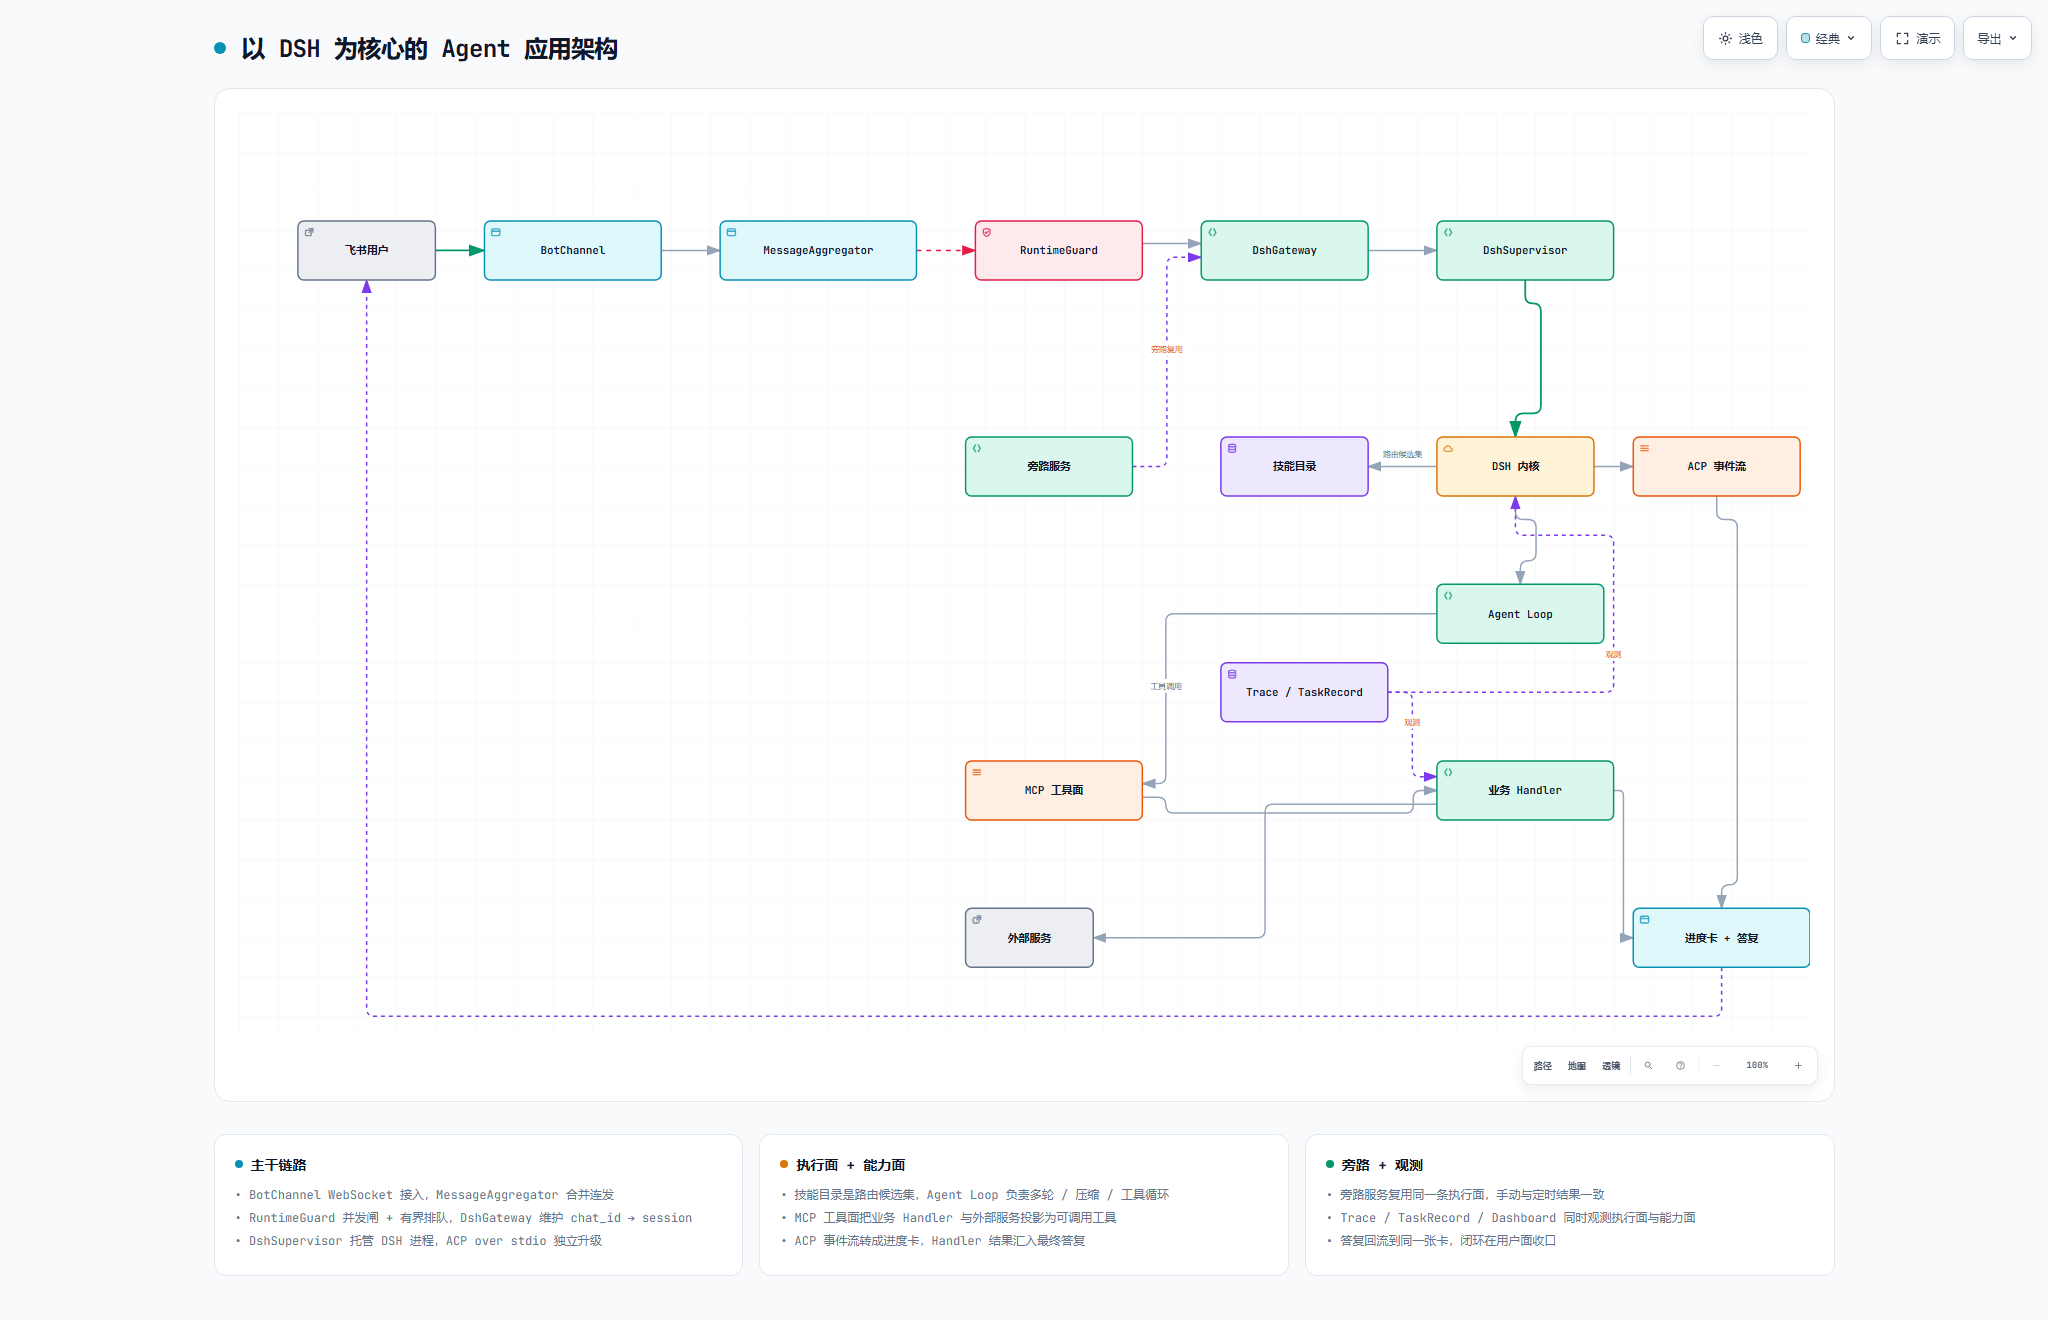 以 DSH 为核心的 Agent 应用架构
浅色
经典
演示
导出
飞书用户
BotChannel
MessageAggregator
RuntimeGuard
DshGateway
DshSupervisor
旁路复用
旁路服务
技能目录
路由候选集
DSH 内核
ACP 事件流
Agent Loop
观测
工具调用
Trace / TaskRecord
观测
MCP 工具面
业务 Handler
外部服务
进度卡 + 答复
路径
地图
透镜
100%
主干链路
• BotChannel WebSocket 接入, MessageAggregator 合并连发
• RuntimeGuard 并发闸 + 有界排队, DshGateway 维护 chat_id → session
• DshSupervisor 托管 DSH 进程, ACP over stdio 独立升级
执行面 + 能力面
• 技能目录是路由候选集, Agent Loop 负责多轮 / 压缩 / 工具循环
• MCP 工具面把业务 Handler 与外部服务投影为可调用工具
• ACP 事件流转成进度卡, Handler 结果汇入最终答复
旁路 + 观测
• 旁路服务复用同一条执行面, 手动与定时结果一致
• Trace / TaskRecord / Dashboard 同时观测执行面与能力面
• 答复回流到同一张卡, 闭环在用户面收口